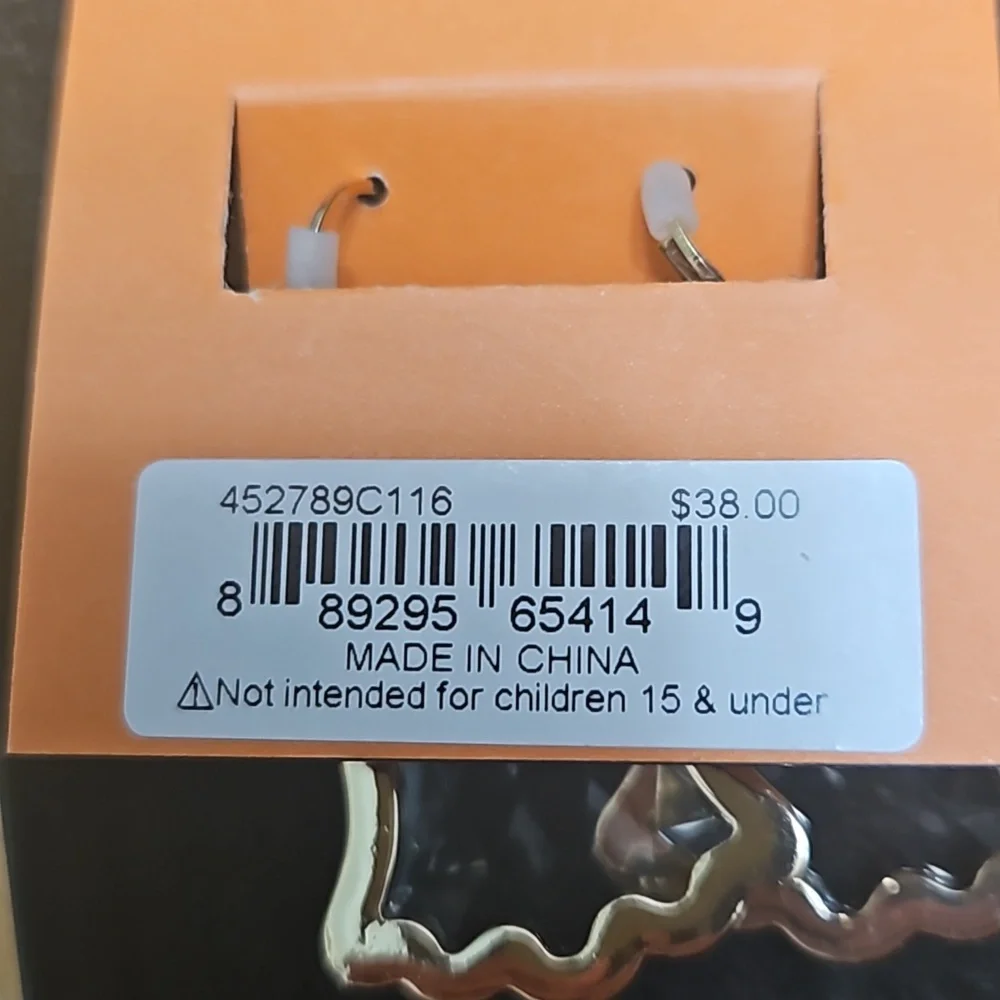 452789C116 $38.00
8 89295 65414 9
MADE IN CHINA
⚠Not intended for children 15 & under